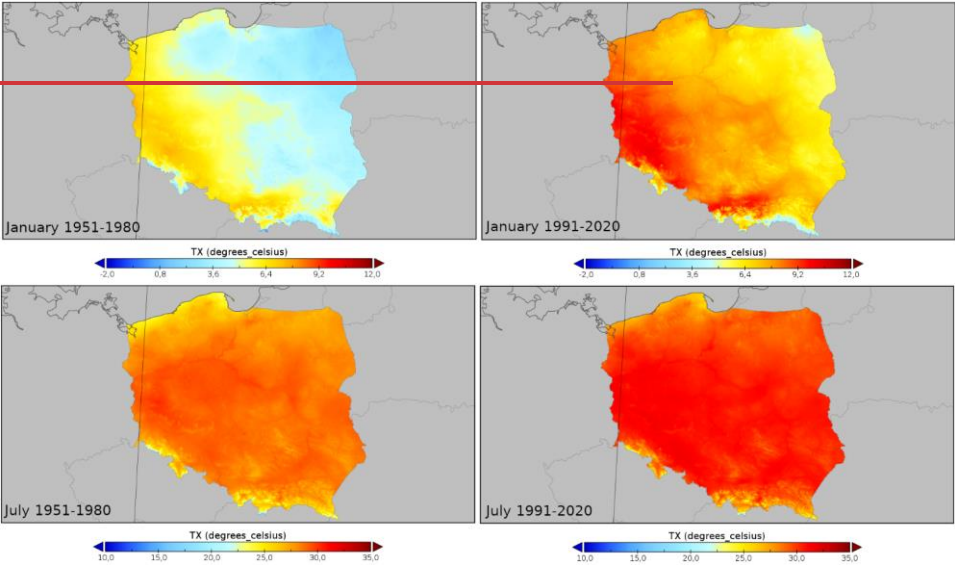 January 1951-1980
TX (degrees_celsius)
-2,0 0,8 3,6 6,4 9,2 12,0
January 1991-2020
TX (degrees_celsius)
-2,0 0,8 3,6 6,4 9,2 12,0
July 1951-1980
TX (degrees_celsius)
10,0 15,0 20,0 25,0 30,0 35,0
July 1991-2020
TX (degrees_celsius)
10,0 15,0 20,0 25,0 30,0 35,0